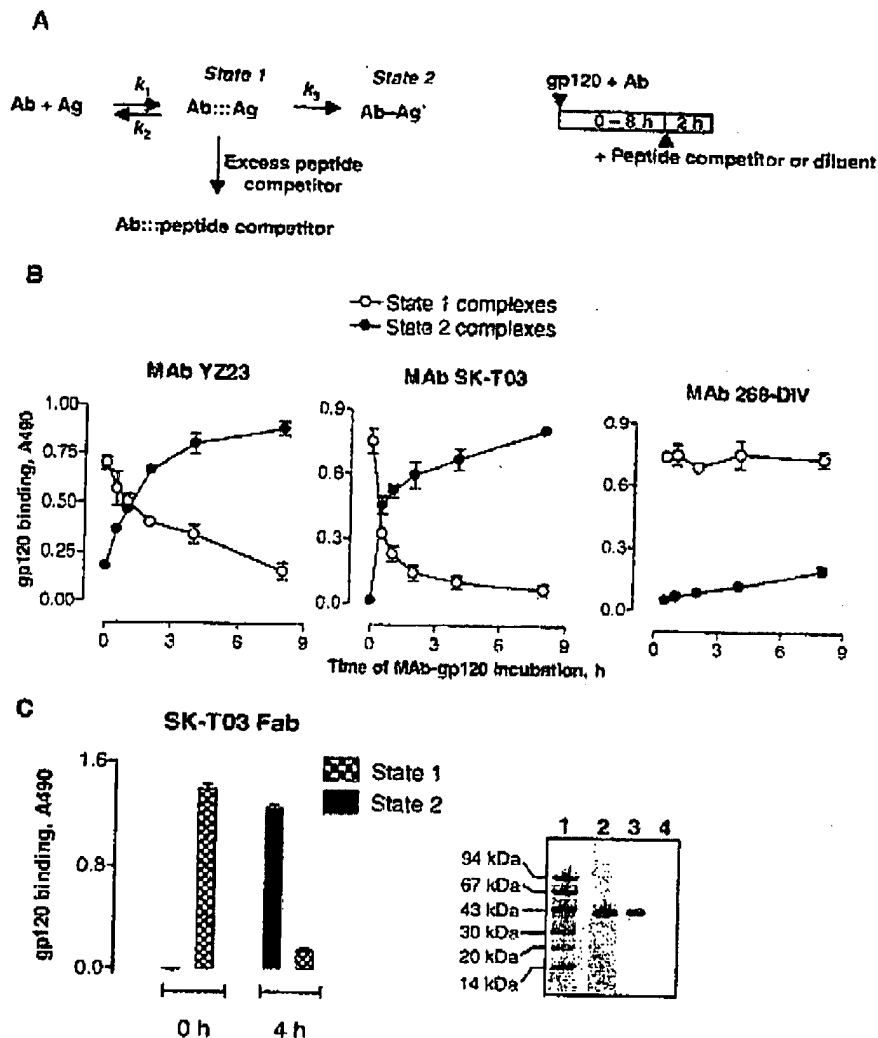 A
k1
State 1
k3
State 2
Ab + Ag
Ab:::Ag
Ab–Ag'
k2
Excess peptide
competitor
Ab:::peptide competitor
gp120 + Ab
0 – 8 h
2 h
+ Peptide competitor or diluent
B
State 1 complexes
State 2 complexes
MAb YZ23
MAb SK-T03
MAb 268-DIV
gp120 binding, A490
1.00
0.75
0.50
0.25
0.00
0.9
0.6
0.3
0.0
0.9
0.6
0.3
0.0
0 3 6 9
0 3 6 9
0 3 6 9
Time of MAb-gp120 incubation, h
C
SK-T03 Fab
gp120 binding, A490
1.6
0.8
0.0
State 1
State 2
0 h
4 h
1 2 3 4
94 kDa
67 kDa
43 kDa
30 kDa
20 kDa
14 kDa